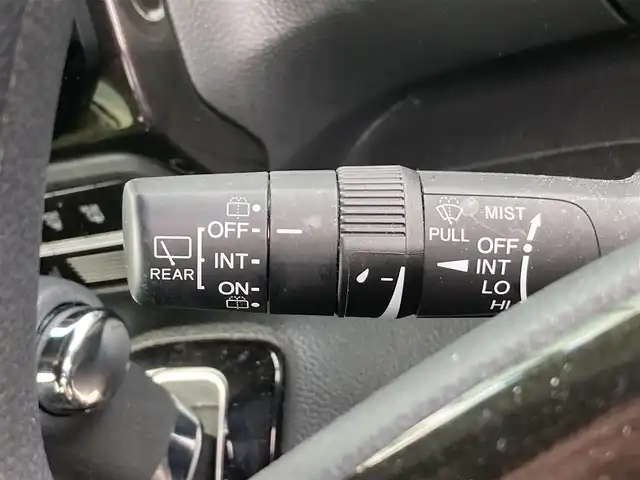 REAR
OFF
INT
ON
PULL
MIST
OFF
INT
LO
HI